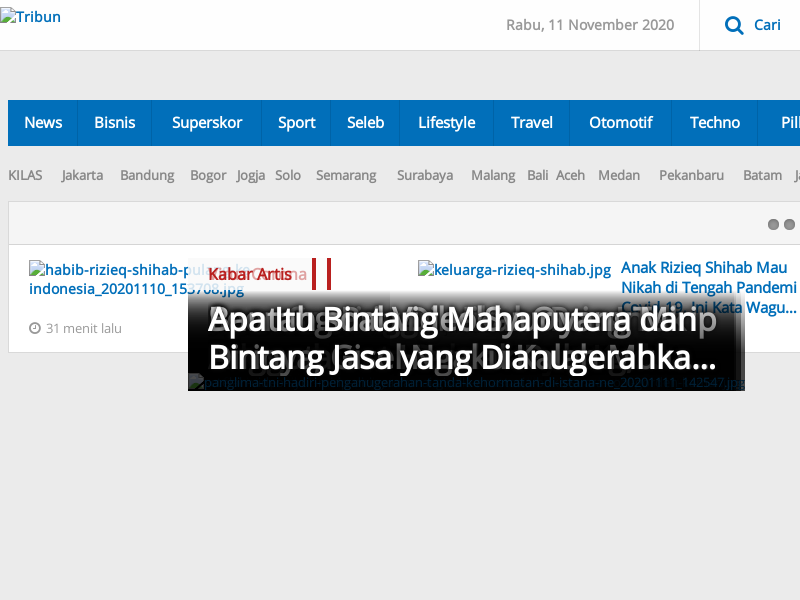 Tribun
Rabu, 11 November 2020
Cari
News Bisnis Superskor Sport Seleb Lifestyle Travel Otomotif Techno
KILAS Jakarta Bandung Bogor Jogja Solo Semarang Surabaya Malang Bali Aceh Medan Pekanbaru Batam
habib-rizieq-shihab-
indonesia_20201110_153708.jpg
31 menit lalu
Kabar Artis
keluarga-rizieq-shihab.jpg
Anak Rizieq Shihab Mau
Nikah di Tengah Pandemi
Covid-19, Ini Kata Wagu...
Apa Itu Bintang Mahaputera dan
Bintang Jasa yang Dianugerahka...
panglima-tni-hadiri-penganugerahan-tanda-kehormatan-di-istana-ne_20201111_142547.jpg